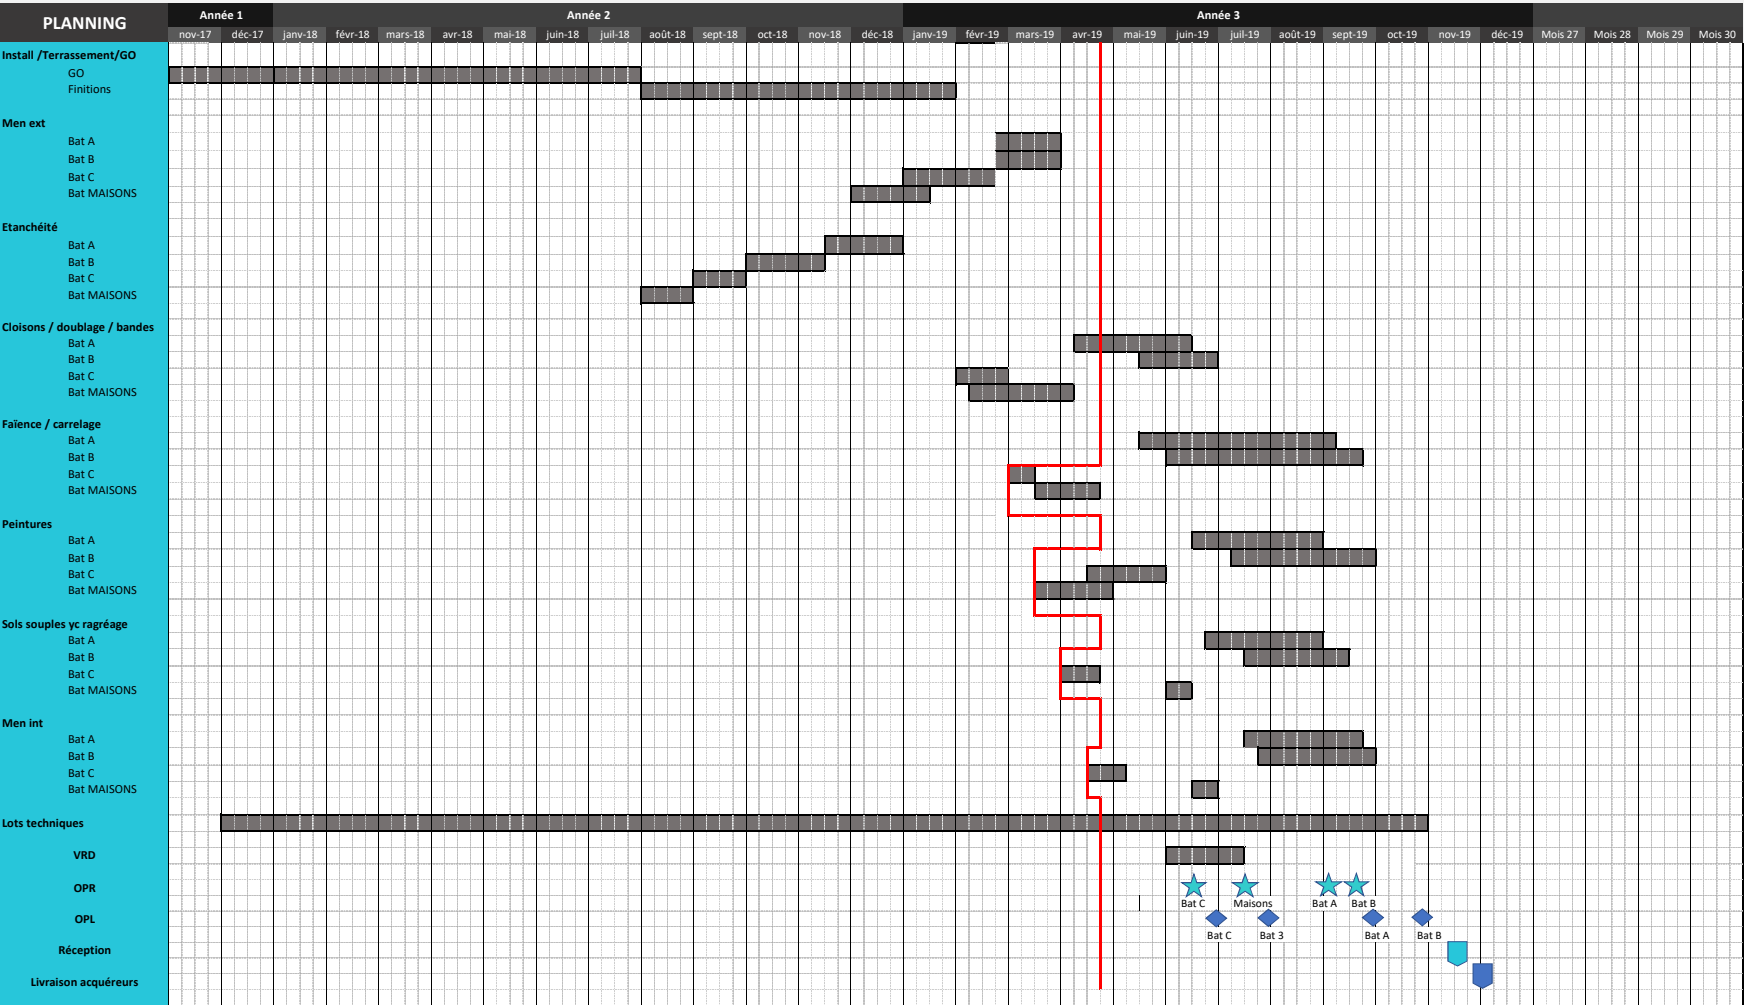 PLANNING
Année 1 Année 2 Année 3
nov-17 déc-17 janv-18 févr-18 mars-18 avr-18 mai-18 juin-18 juil-18 août-18 sept-18 oct-18 nov-18 déc-18 janv-19 févr-19 mars-19 avr-19 mai-19 juin-19 juil-19 août-19 sept-19 oct-19 nov-19 déc-19 Mois 27 Mois 28 Mois 29 Mois 30
Install /Terrassement/GO
GO
Finitions
Men ext
Bat A
Bat B
Bat C
Bat MAISONS
Etanchéité
Bat A
Bat B
Bat C
Bat MAISONS
Cloisons / doublage / bandes
Bat A
Bat B
Bat C
Bat MAISONS
Faïence / carrelage
Bat A
Bat B
Bat C
Bat MAISONS
Peintures
Bat A
Bat B
Bat C
Bat MAISONS
Sols souples yc ragréage
Bat A
Bat B
Bat C
Bat MAISONS
Men int
Bat A
Bat B
Bat C
Bat MAISONS
Lots techniques
VRD
OPR
Bat C Maisons Bat A Bat B
OPL
Bat C Bat 3 Bat A Bat B
Réception
Livraison acquéreurs